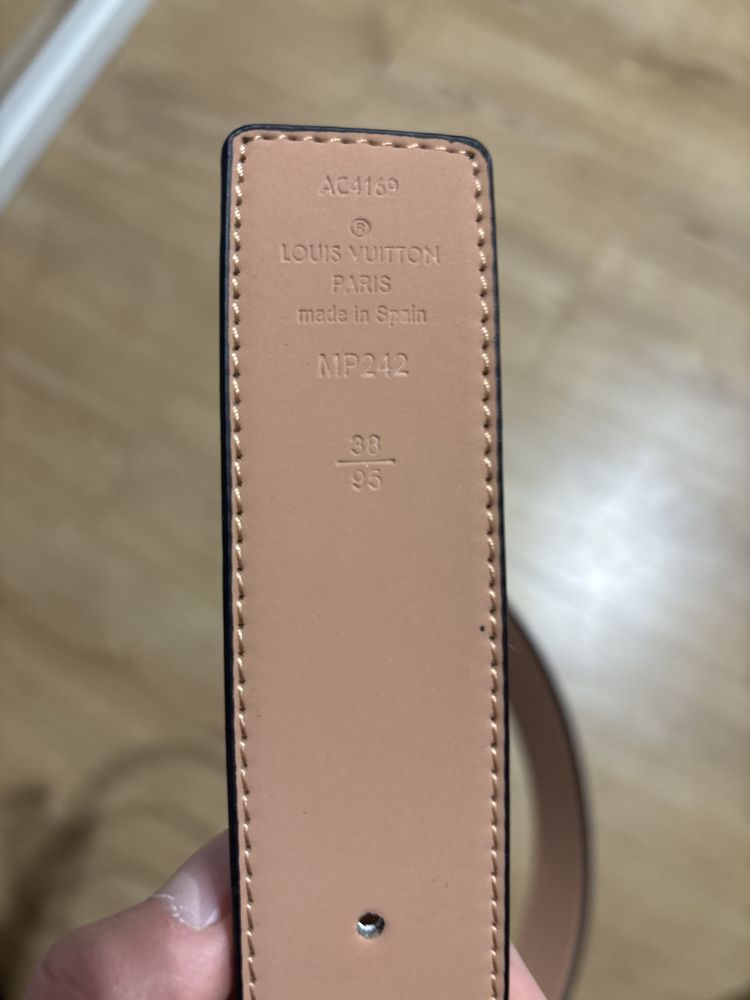 AC4169
®
LOUIS VUITTON
PARIS
made in Spain
MP242
38
95